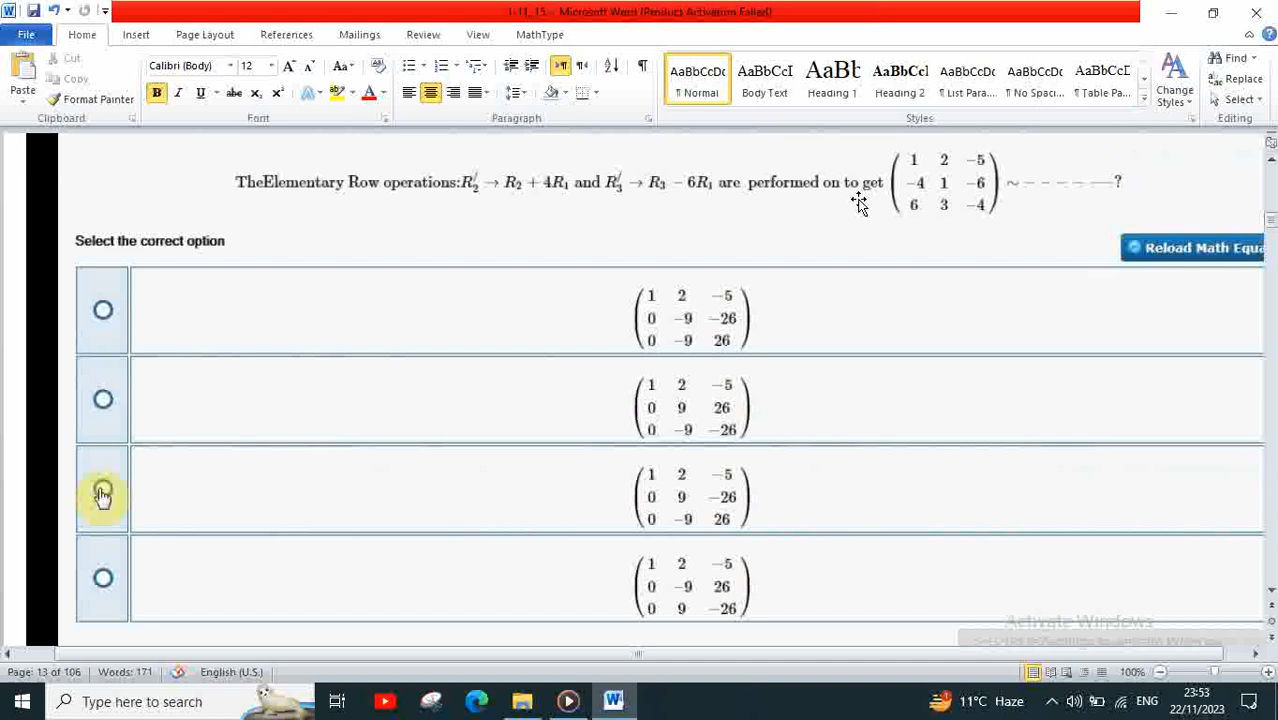 1-11, 15 - Microsoft Word (Product Activation Failed)
File Home Insert Page Layout References Mailings Review View MathType
Paste Cut Copy Format Painter Clipboard
Calibri (Body) 12 Aa B I U abc x₂ x² A A Font
Paragraph
AaBbCcDc AaBbCcI AaBb AaBbCc AaBbCcDc AaBbCcDc AaBbCcDc
¶ Normal Body Text Heading 1 Heading 2 ¶ List Para... ¶ No Spaci... ¶ Table Pa...
Styles Change Styles
Find Replace Select Editing
TheElementary Row operations:R₂/ → R₂ + 4R₁ and R₃/ → R₃ − 6R₁ are performed on to get ( 1 2 −5
−4 1 −6
6 3 −4 ) ∼ − − − − −− ?
Select the correct option
Reload Math Equa
1 2 −5
0 −9 −26
0 −9 26
1 2 −5
0 9 26
0 −9 −26
1 2 −5
0 9 −26
0 −9 26
1 2 −5
0 −9 26
0 9 −26
Activate Windows
Page: 13 of 106 Words: 171 English (U.S.) 100%
Type here to search 11°C Haze ENG 23:53
22/11/2023